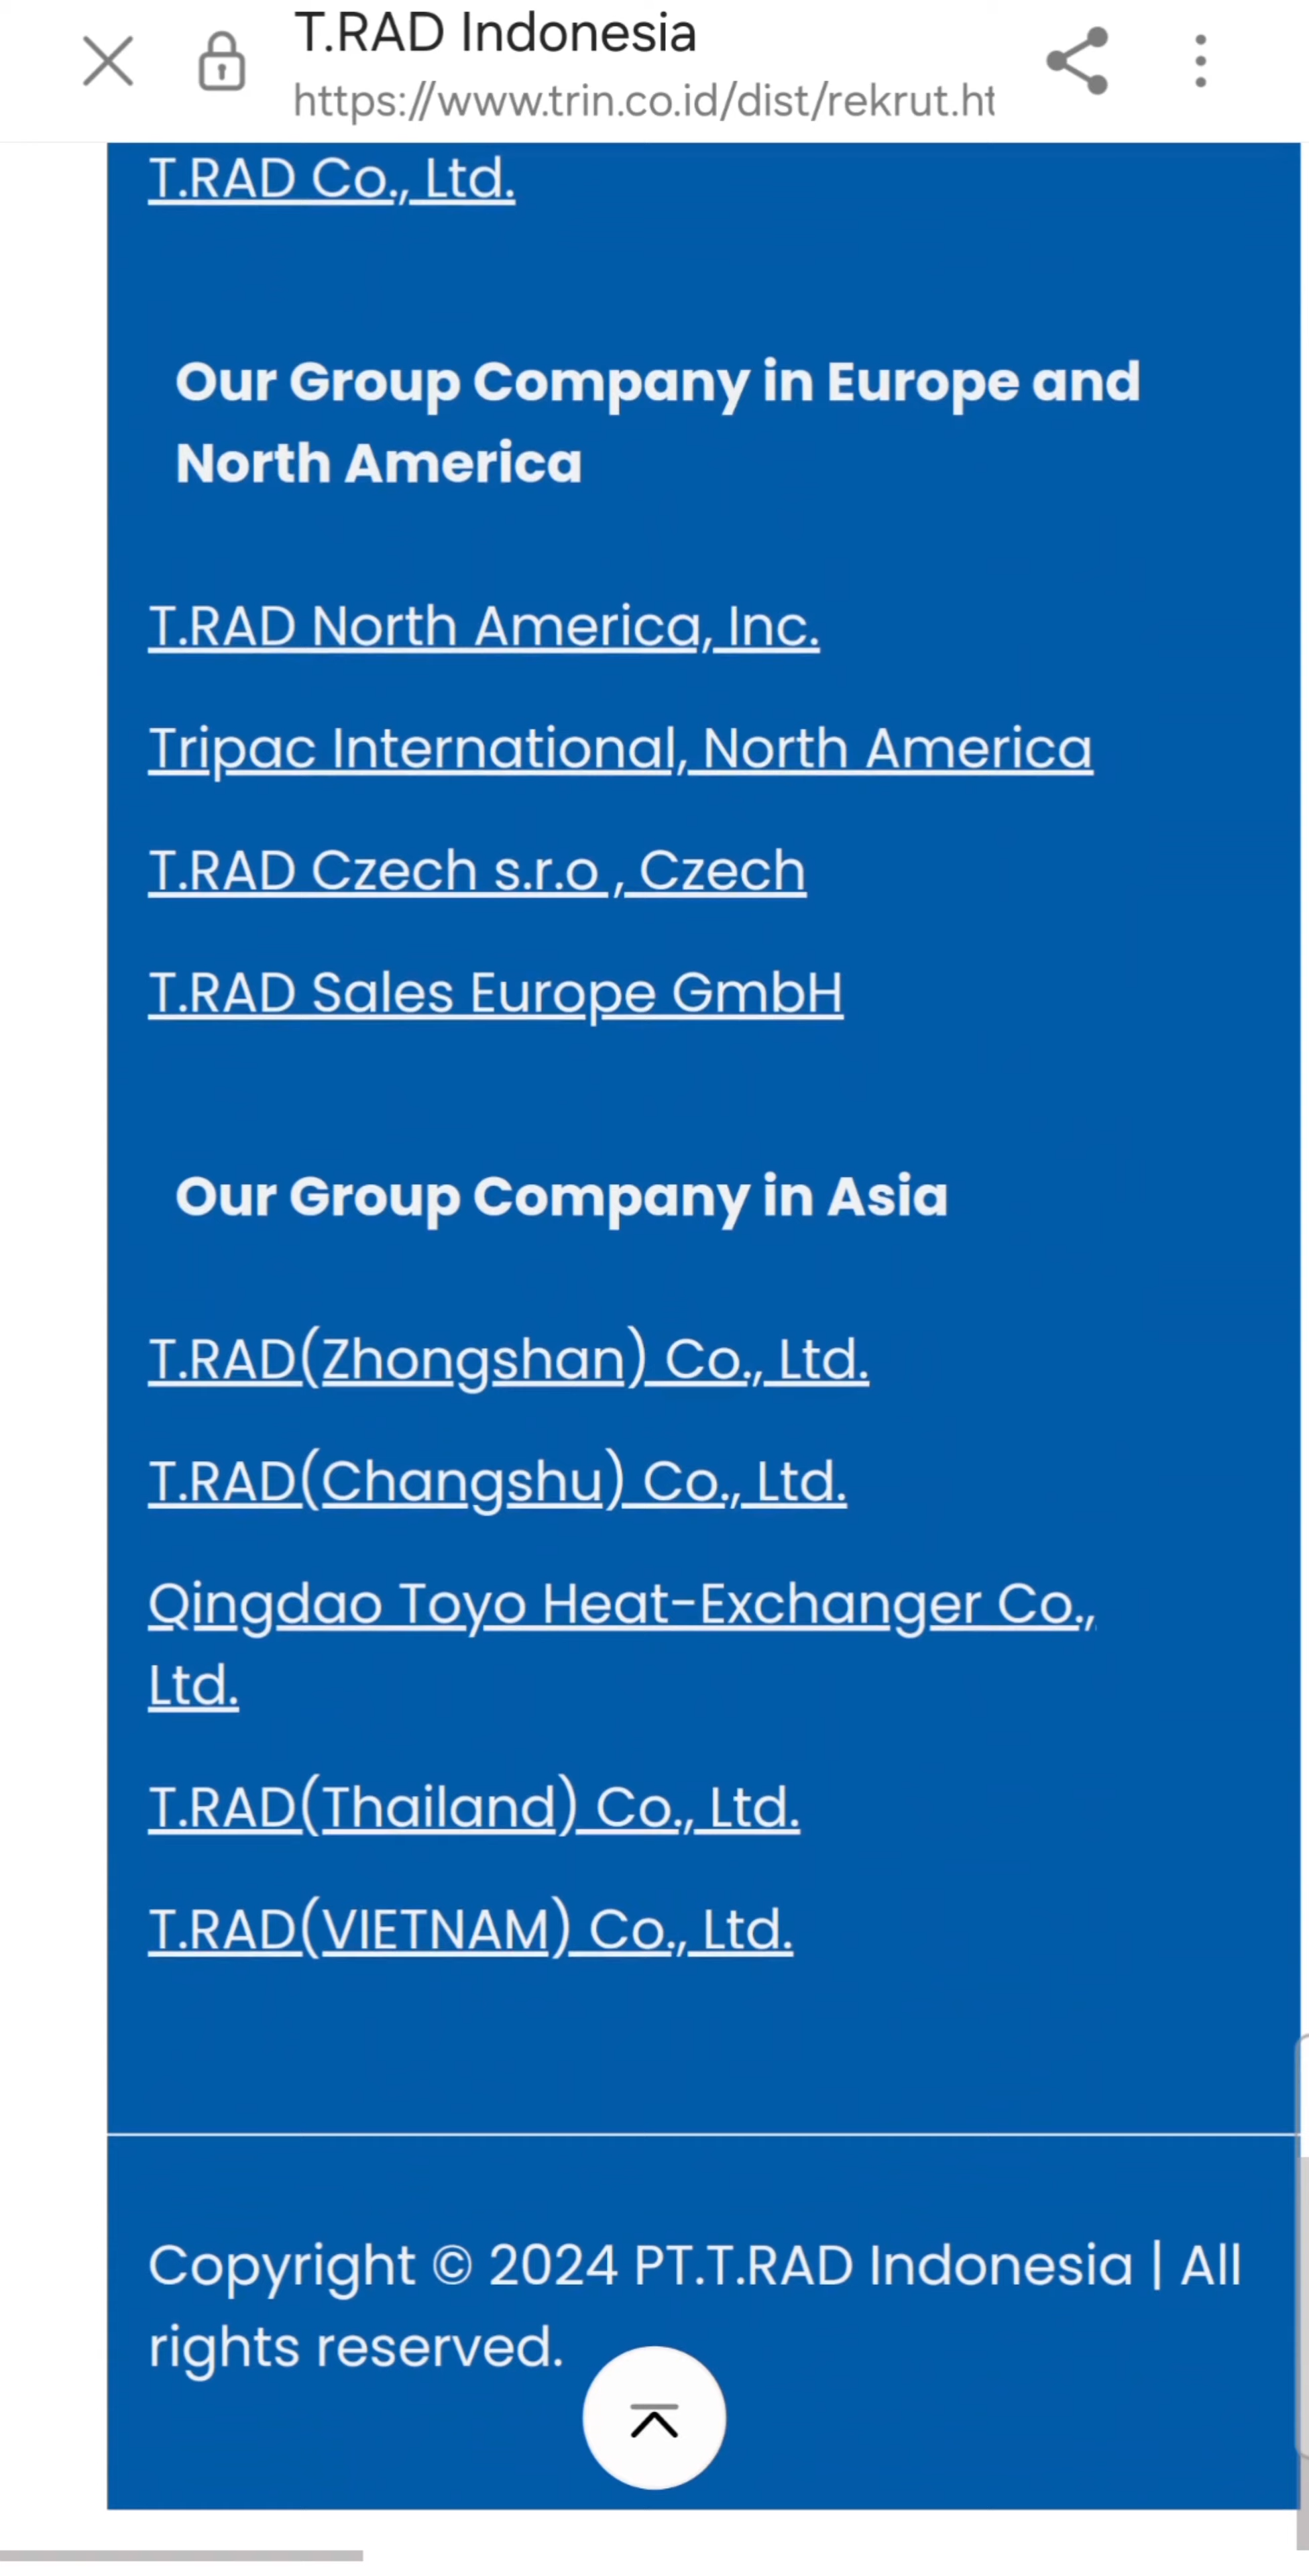 T.RAD Indonesia
https://www.trin.co.id/dist/rekrut.ht
T.RAD Co., Ltd.
Our Group Company in Europe and
North America
T.RAD North America, Inc.
Tripac International, North America
T.RAD Czech s.r.o , Czech
T.RAD Sales Europe GmbH
Our Group Company in Asia
T.RAD(Zhongshan) Co., Ltd.
T.RAD(Changshu) Co., Ltd.
Qingdao Toyo Heat-Exchanger Co.,
Ltd.
T.RAD(Thailand) Co., Ltd.
T.RAD(VIETNAM) Co., Ltd.
Copyright © 2024 PT.T.RAD Indonesia | All
rights reserved.